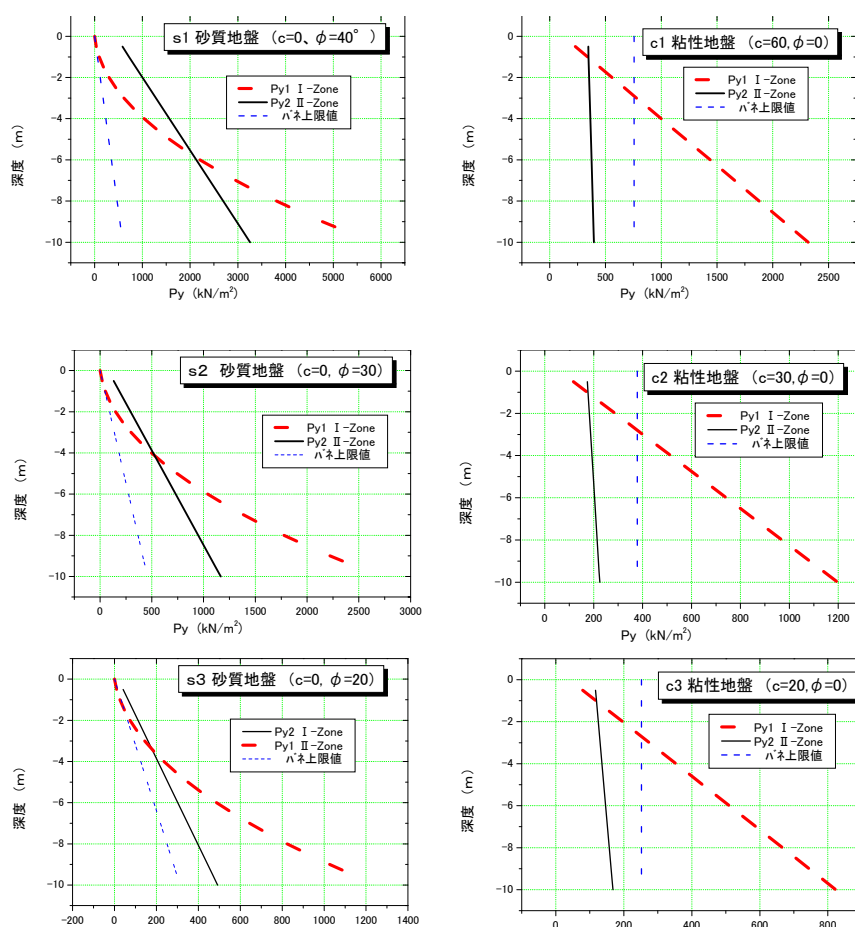 s1 砂質地盤 (c=0、φ=40°)
Py1 Ⅰ-Zone
Py2 Ⅱ-Zone
バネ上限値
深度 (m)
0
-2
-4
-6
-8
-10
0 1000 2000 3000 4000 5000 6000
Py (kN/m²)
c1 粘性地盤 (c=60,φ=0)
Py1 Ⅰ-Zone
Py2 Ⅱ-Zone
バネ上限値
深度 (m)
0
-2
-4
-6
-8
-10
0 500 1000 1500 2000 2500
Py (kN/m²)
s2 砂質地盤 (c=0, φ=30)
Py1 Ⅰ-Zone
Py2 Ⅱ-Zone
バネ上限値
深度 (m)
0
-2
-4
-6
-8
-10
0 500 1000 1500 2000 2500 3000
Py (kN/m²)
c2 粘性地盤 (c=30,φ=0)
Py1 Ⅰ-Zone
Py2 Ⅱ-Zone
バネ上限値
深度 (m)
0
-2
-4
-6
-8
-10
0 200 400 600 800 1000 1200
Py (kN/m²)
s3 砂質地盤 (c=0, φ=20)
Py2 Ⅰ-Zone
Py1 Ⅱ-Zone
バネ上限値
深度 (m)
0
-2
-4
-6
-8
-10
-200 0 200 400 600 800 1000 1200 1400
c3 粘性地盤 (c=20,φ=0)
Py1 Ⅰ-Zone
Py2 Ⅱ-Zone
バネ上限値
深度 (m)
0
-2
-4
-6
-8
-10
0 200 400 600 800